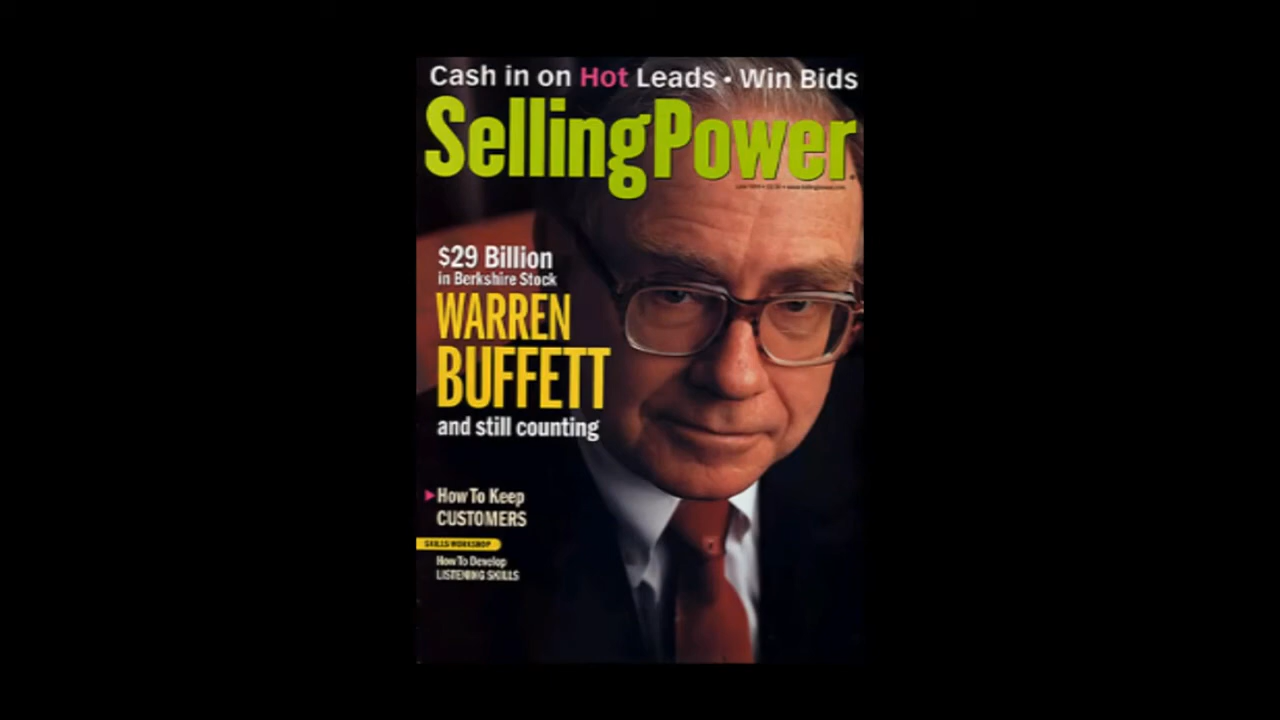 Cash in on Hot Leads • Win Bids
SellingPower
$29 Billion
in Berkshire Stock
WARREN
BUFFETT
and still counting
How To Keep
CUSTOMERS
SKILLS WORKSHOP
How To Develop
LISTENING SKILLS